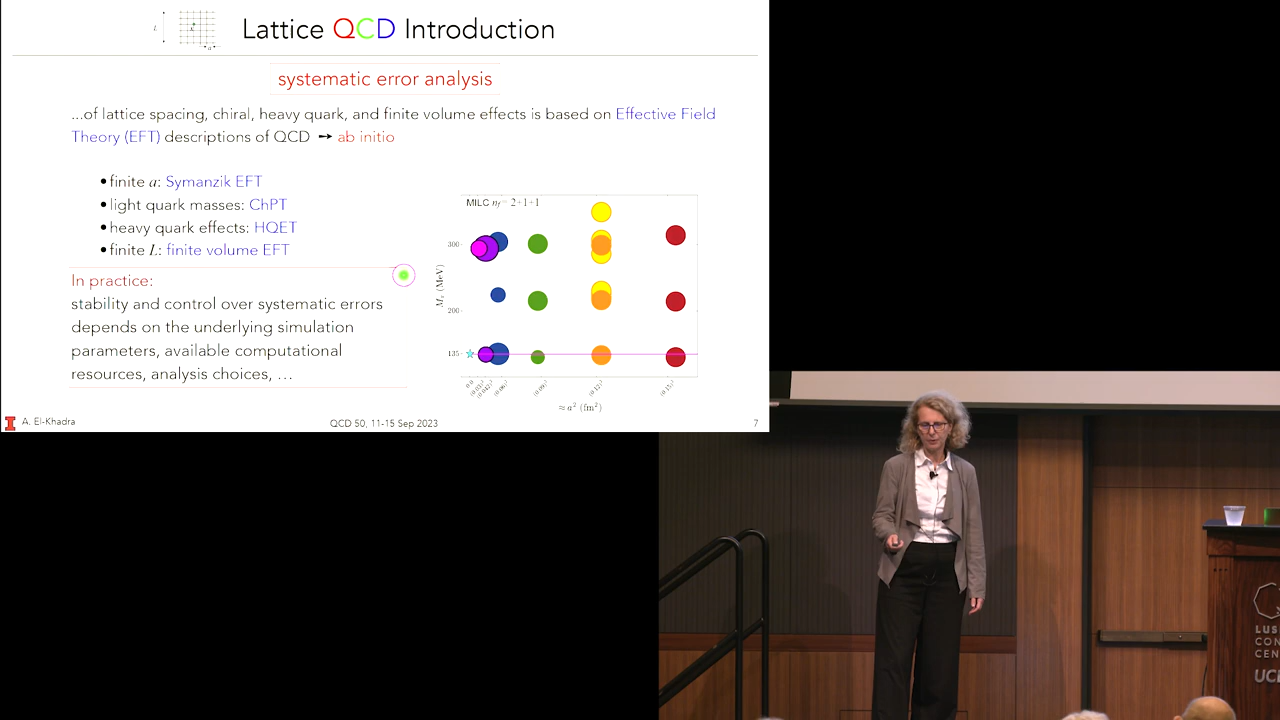 Lattice QCD Introduction
systematic error analysis
...of lattice spacing, chiral, heavy quark, and finite volume effects is based on Effective Field
Theory (EFT) descriptions of QCD ➙ ab initio
• finite a: Symanzik EFT
• light quark masses: ChPT
• heavy quark effects: HQET
• finite L: finite volume EFT
In practice:
stability and control over systematic errors
depends on the underlying simulation
parameters, available computational
resources, analysis choices, …
MILC nf = 2+1+1
300
200
135
≈ a² (fm²)
A. El-Khadra
QCD 50, 11-15 Sep 2023
7
LUS
CON
CEN
UC